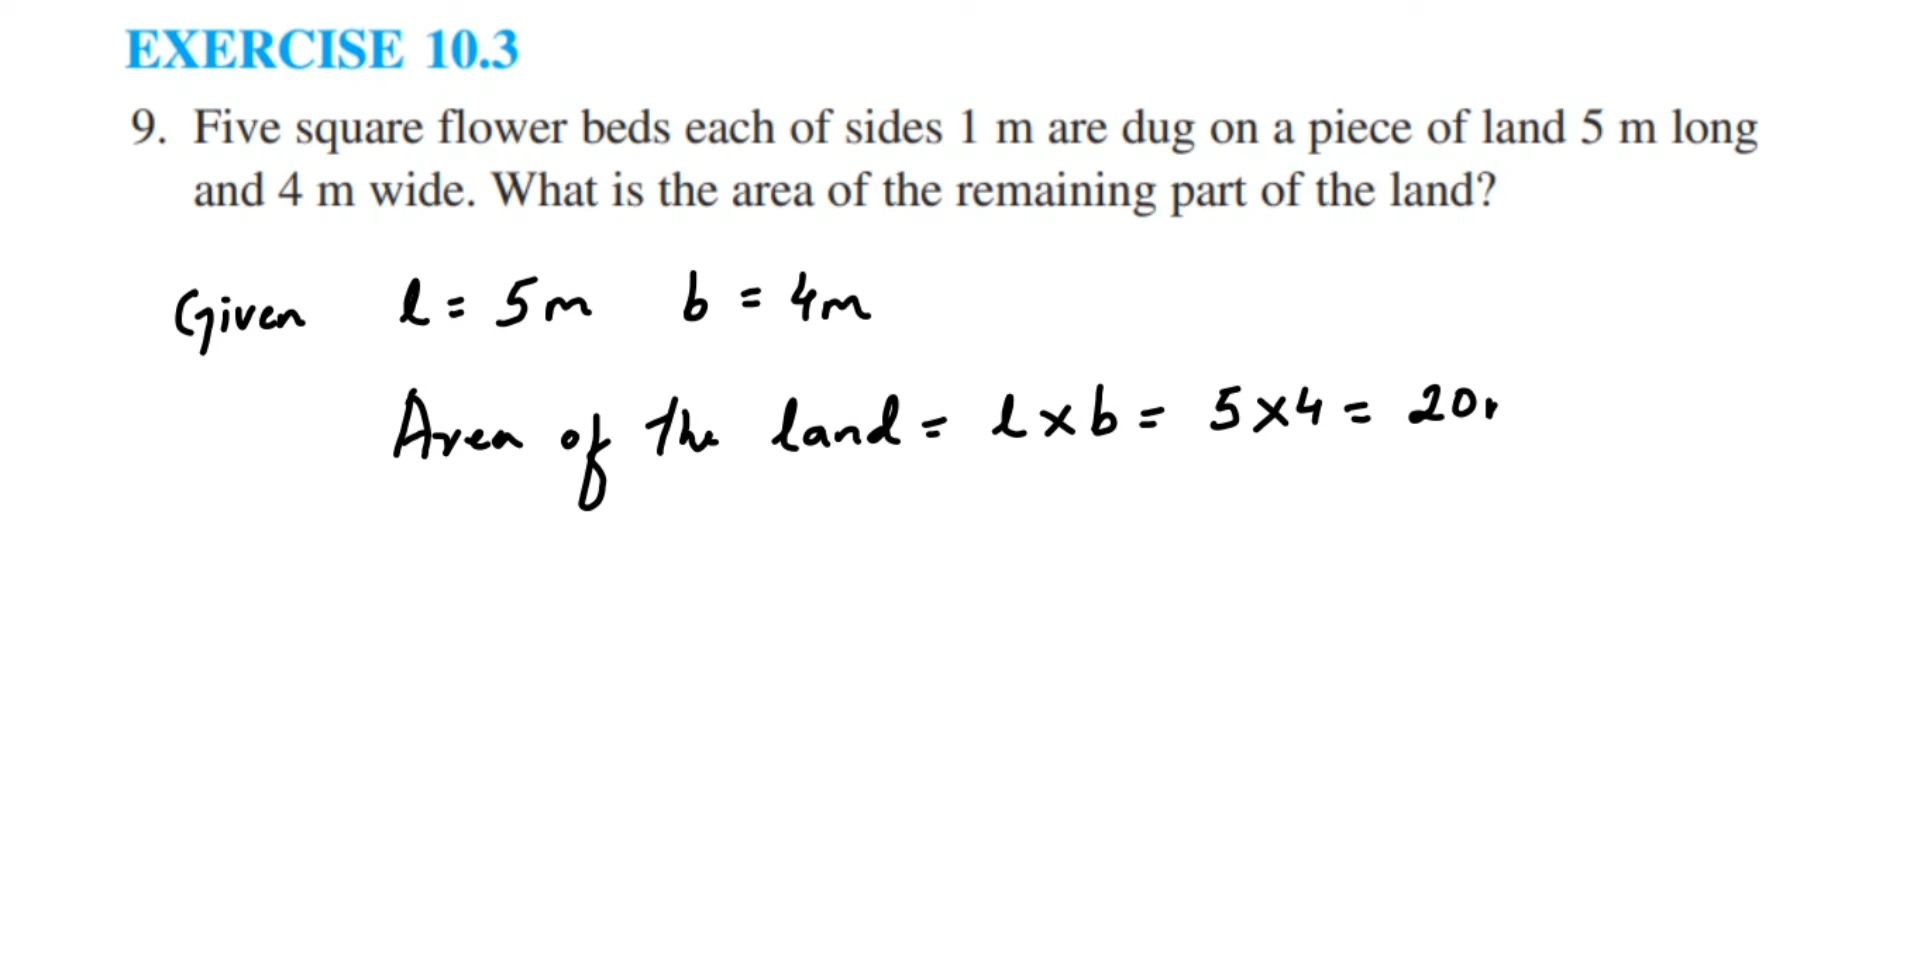 EXERCISE 10.3
9. Five square flower beds each of sides 1 m are dug on a piece of land 5 m long
and 4 m wide. What is the area of the remaining part of the land?
Given l = 5m b = 4m
Area of the land = l × b = 5 × 4 = 20